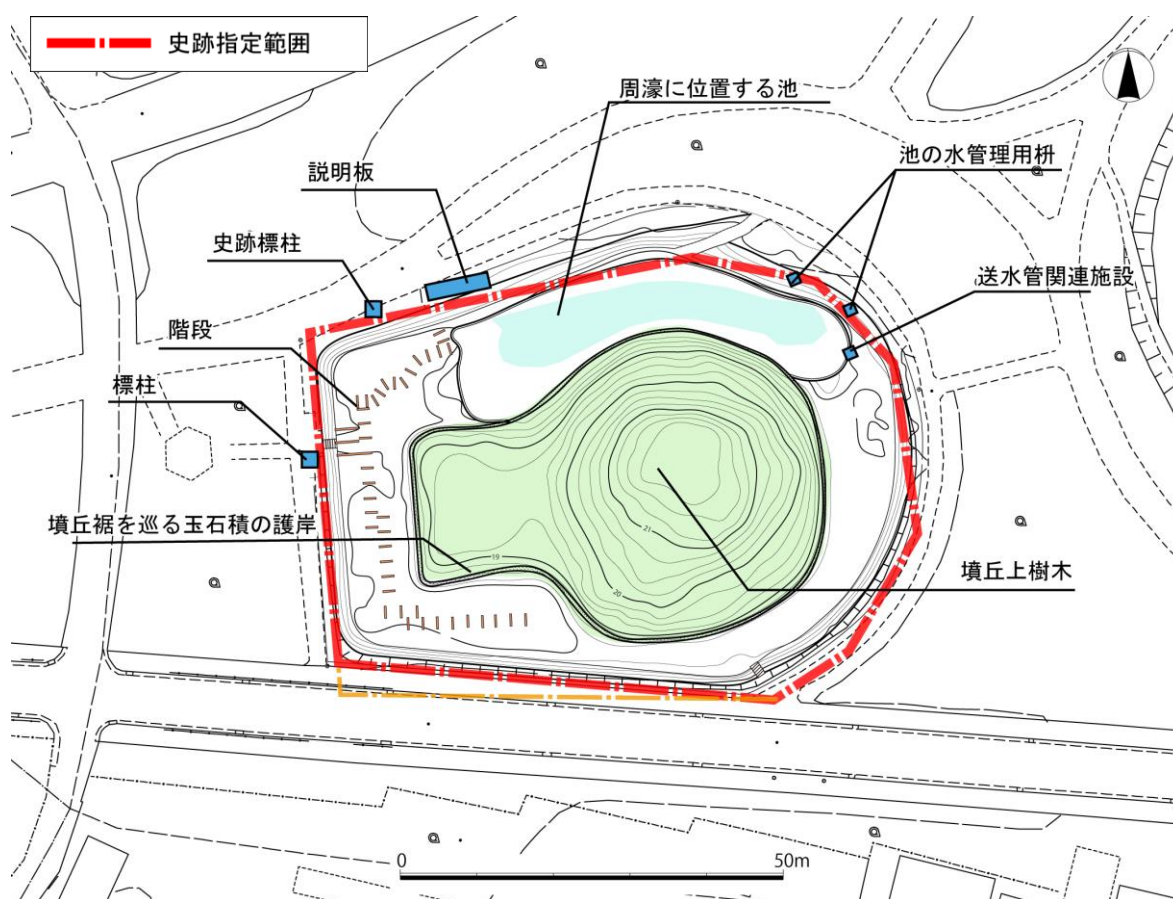 史跡指定範囲
周濠に位置する池
池の水管理用枡
説明板
史跡標柱
送水管関連施設
階段
標柱
墳丘裾を巡る玉石積の護岸
21
19
20
墳丘上樹木
0
50m